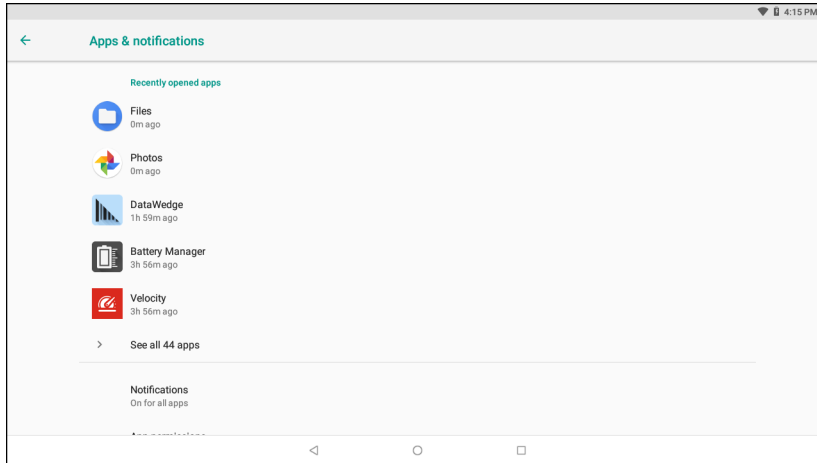 4:15 PM
Apps & notifications
Recently opened apps
Files
0m ago
Photos
0m ago
DataWedge
1h 59m ago
Battery Manager
3h 56m ago
Velocity
3h 56m ago
See all 44 apps
Notifications
On for all apps